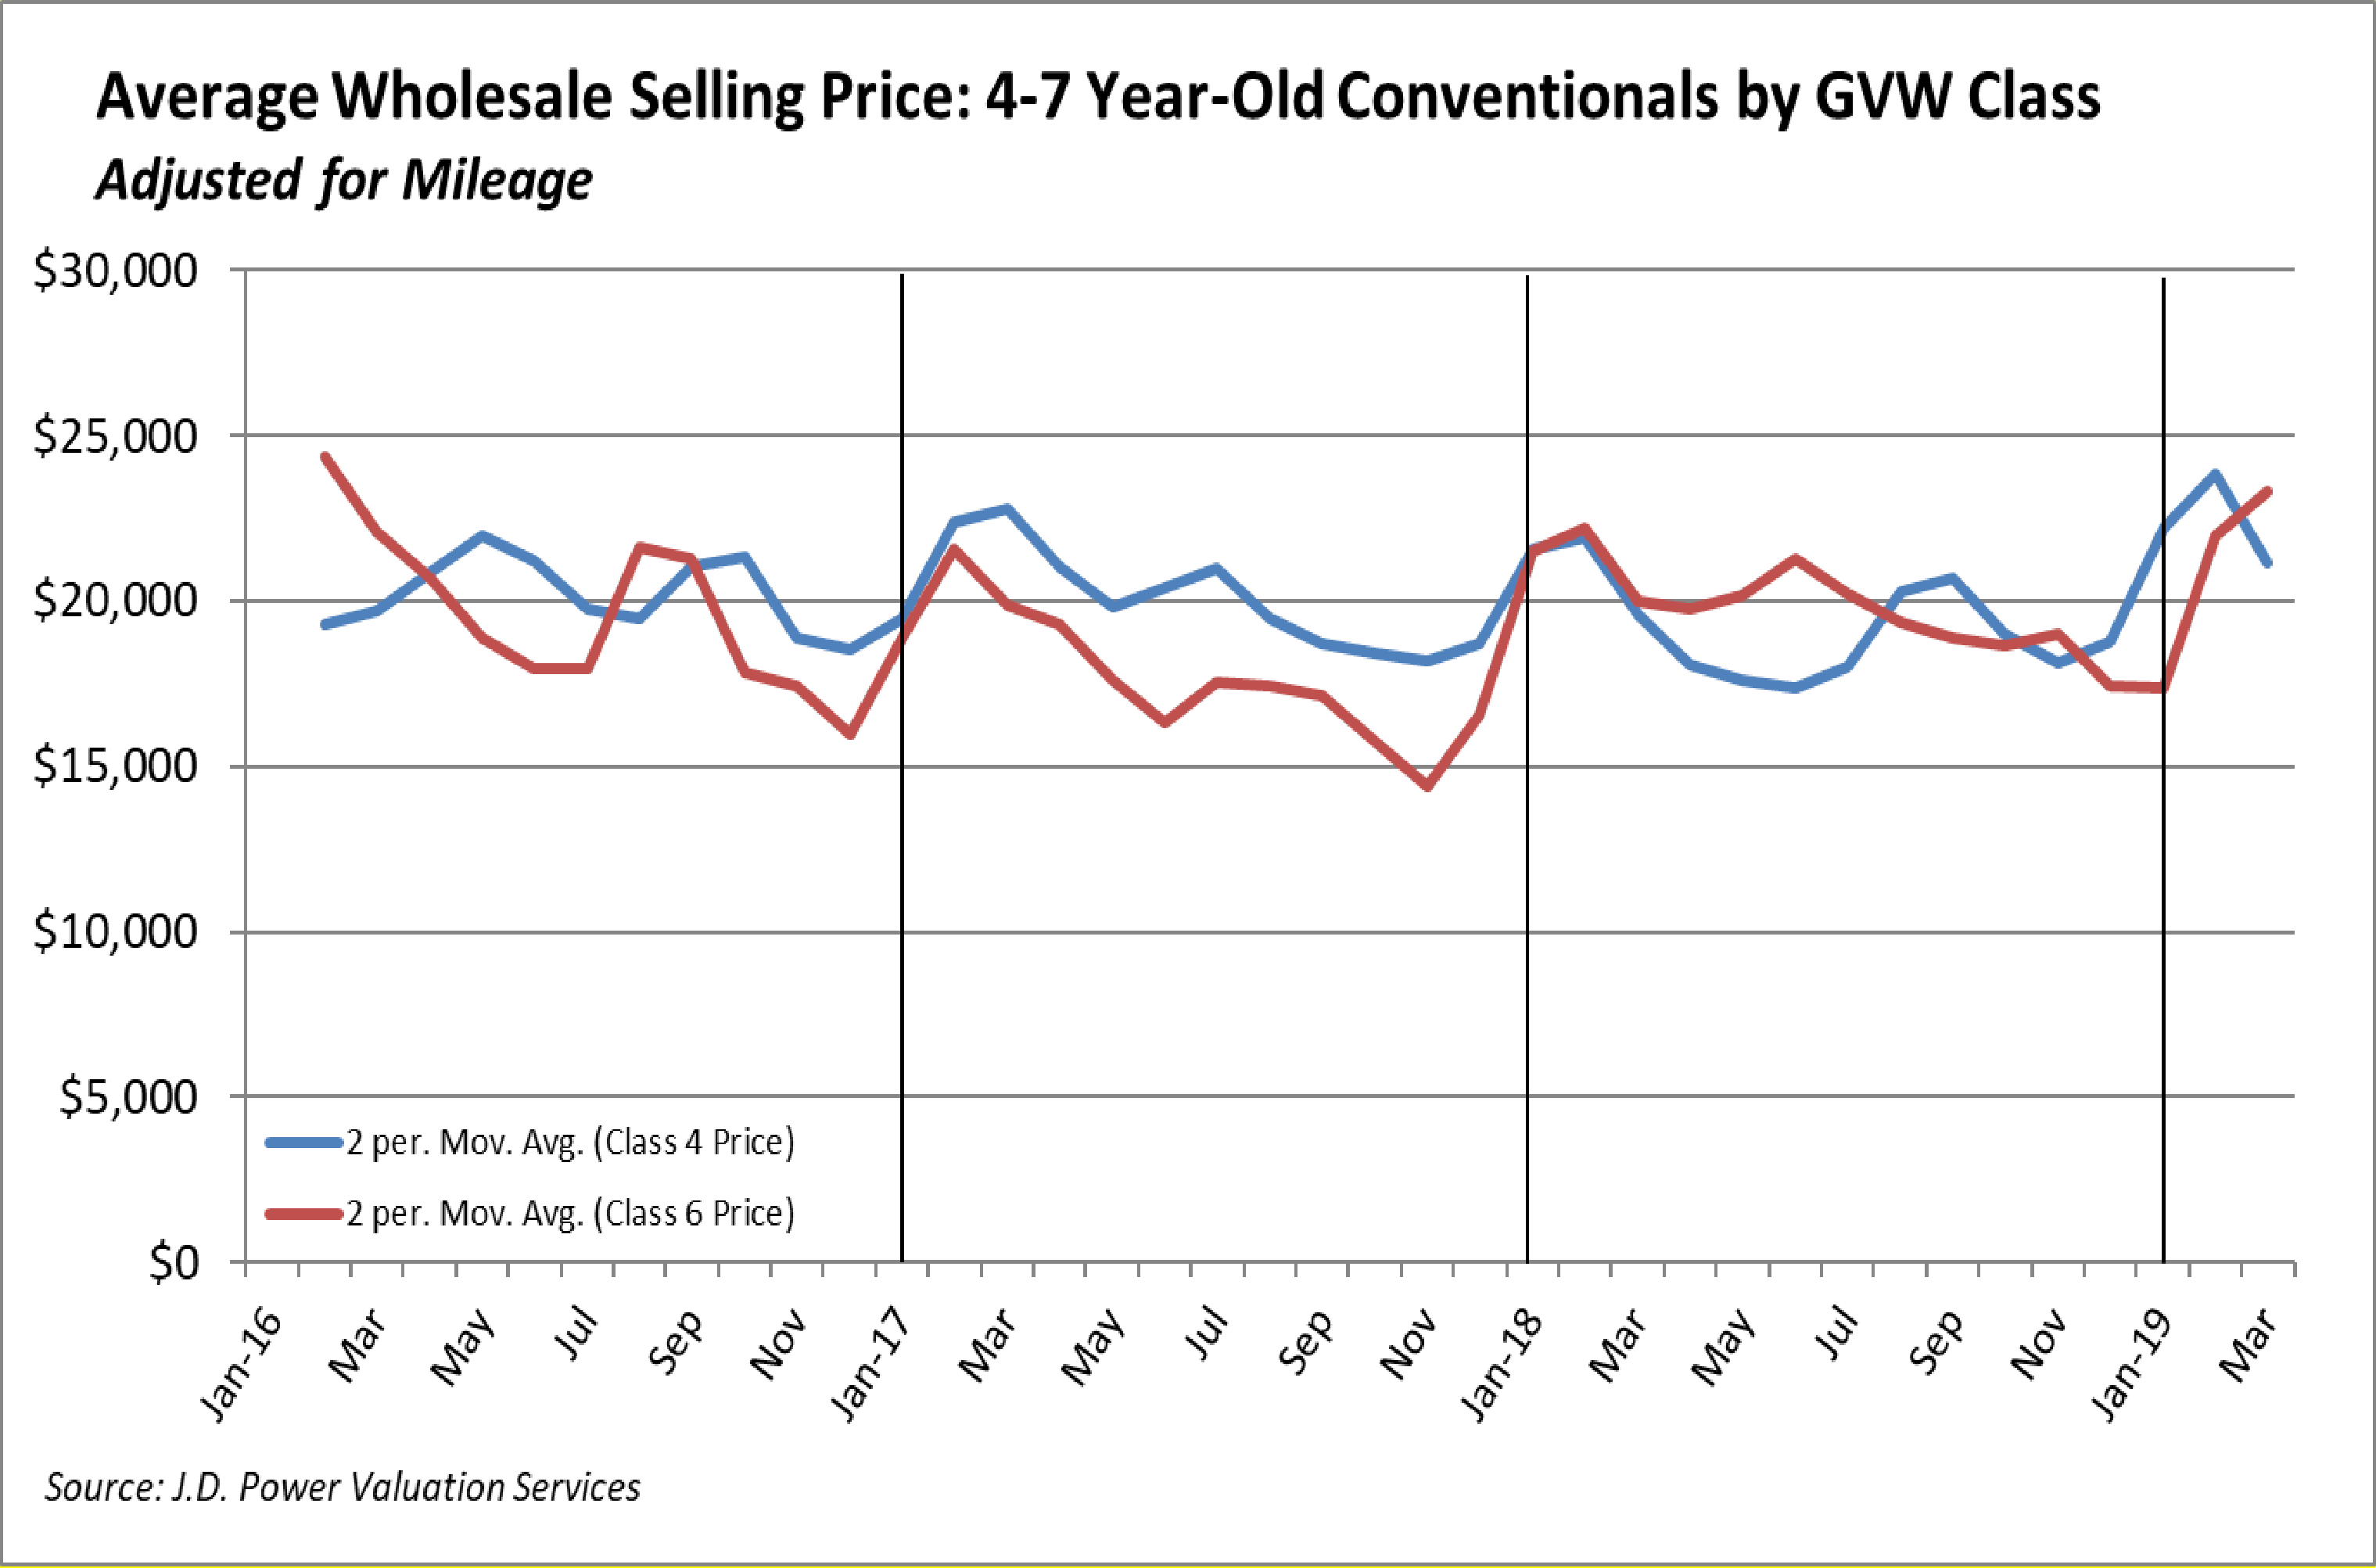 Average Wholesale Selling Price: 4-7 Year-Old Conventionals by GVW Class
Adjusted for Mileage
$30,000
$25,000
$20,000
$15,000
$10,000
$5,000
$0
2 per. Mov. Avg. (Class 4 Price)
2 per. Mov. Avg. (Class 6 Price)
Jan-16
Mar
May
Jul
Sep
Nov
Jan-17
Mar
May
Jul
Sep
Nov
Jan-18
Mar
May
Jul
Sep
Nov
Jan-19
Mar
Source: J.D. Power Valuation Services